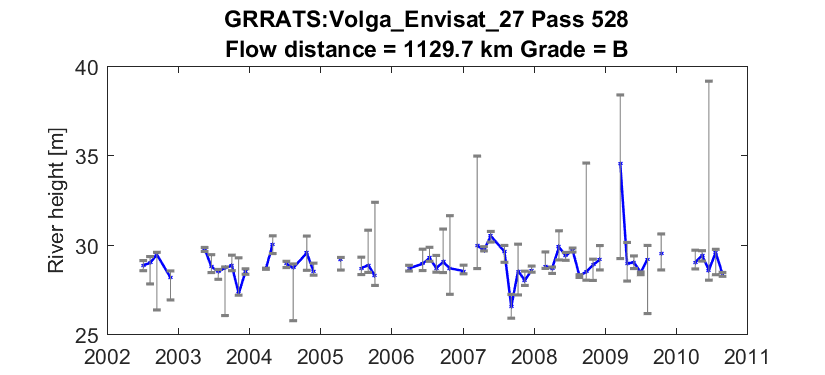 GRRATS:Volga_Envisat_27 Pass 528
Flow distance = 1129.7 km Grade = B
River height [m]
40
35
30
25
2002 2003 2004 2005 2006 2007 2008 2009 2010 2011